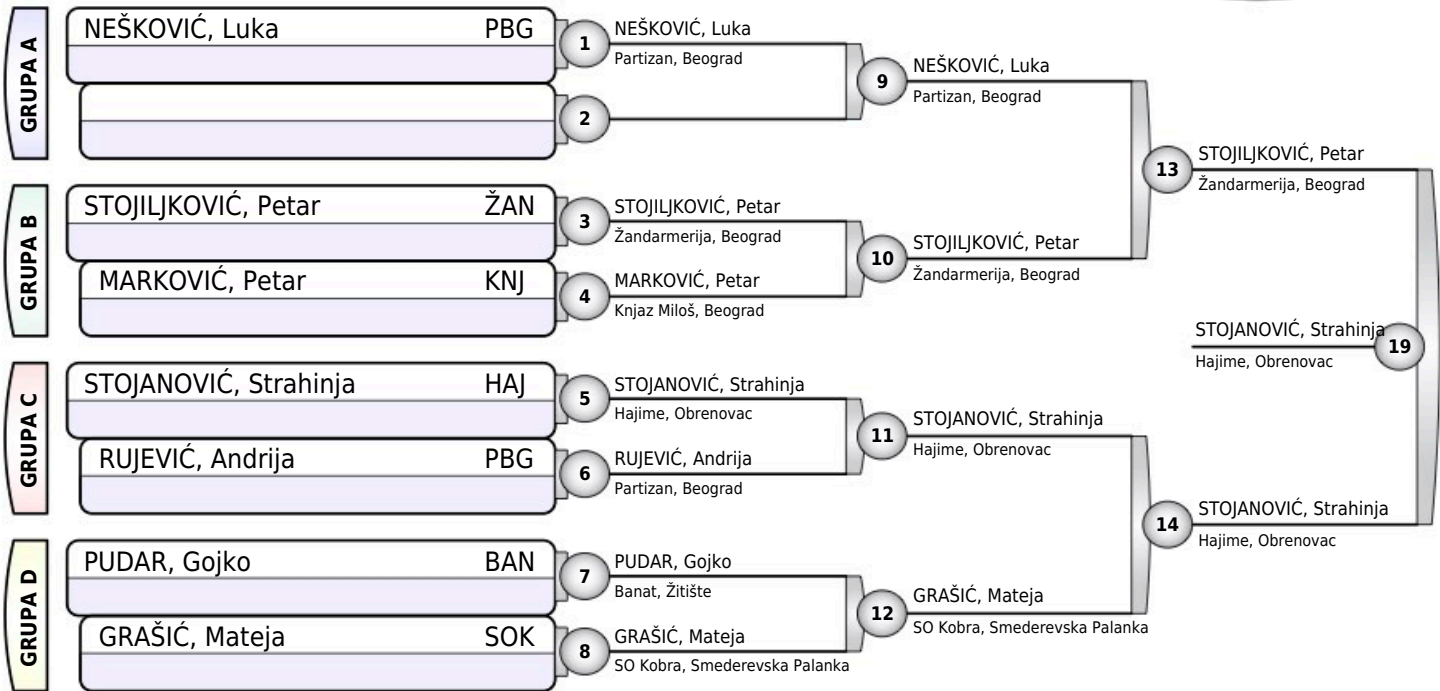 GRUPA A
NEŠKOVIĆ, Luka PBG
1
NEŠKOVIĆ, Luka
Partizan, Beograd
2
9
NEŠKOVIĆ, Luka
Partizan, Beograd
GRUPA B
STOJILJKOVIĆ, Petar ŽAN
3
STOJILJKOVIĆ, Petar
Žandarmerija, Beograd
MARKOVIĆ, Petar KNJ
4
MARKOVIĆ, Petar
Knjaz Miloš, Beograd
10
STOJILJKOVIĆ, Petar
Žandarmerija, Beograd
13
STOJILJKOVIĆ, Petar
Žandarmerija, Beograd
GRUPA C
STOJANOVIĆ, Strahinja HAJ
5
STOJANOVIĆ, Strahinja
Hajime, Obrenovac
RUJEVIĆ, Andrija PBG
6
RUJEVIĆ, Andrija
Partizan, Beograd
11
STOJANOVIĆ, Strahinja
Hajime, Obrenovac
GRUPA D
PUDAR, Gojko BAN
7
PUDAR, Gojko
Banat, Žitište
GRAŠIĆ, Mateja SOK
8
GRAŠIĆ, Mateja
SO Kobra, Smederevska Palanka
12
GRAŠIĆ, Mateja
SO Kobra, Smederevska Palanka
14
STOJANOVIĆ, Strahinja
Hajime, Obrenovac
STOJANOVIĆ, Strahinja
Hajime, Obrenovac
19